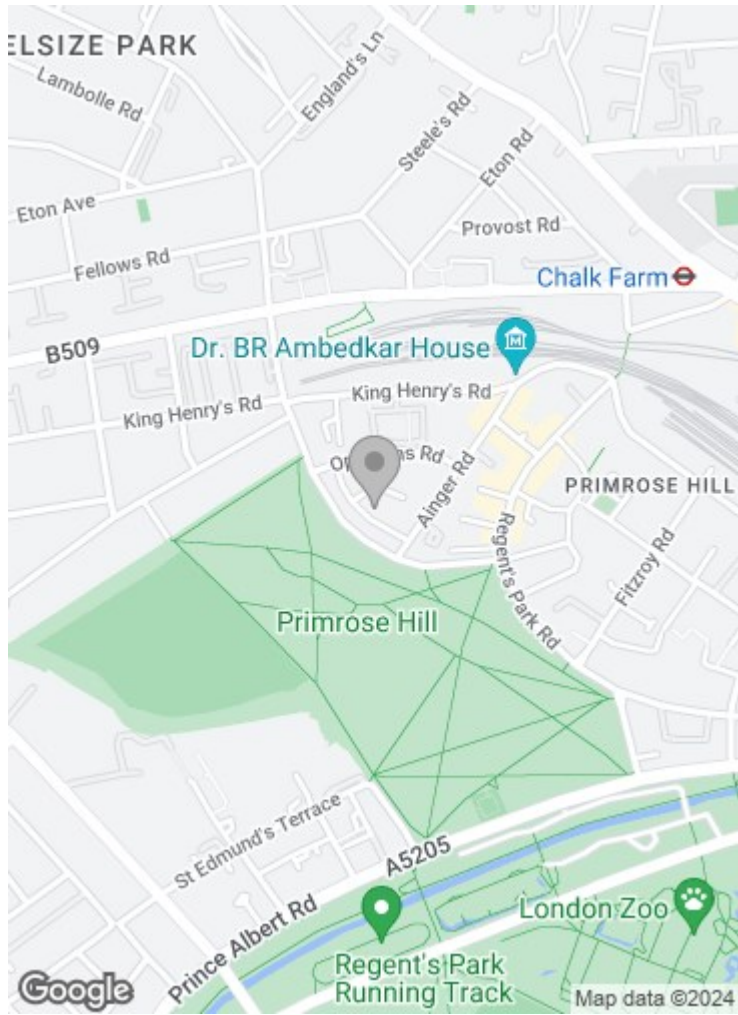 ELSIZE PARK
Lambolle Rd
England's Ln
Steele's Rd
Eton Rd
Eton Ave
Provost Rd
Fellows Rd
Chalk Farm
B509
Dr. BR Ambedkar House
King Henry's Rd
King Henry's Rd
Ainger Rd
PRIMROSE HILL
Regent's Park Rd
Fitzroy Rd
Primrose Hill
St Edmund's Terrace
A5205
Prince Albert Rd
London Zoo
Regent's Park
Running Track
Google
Map data ©2024